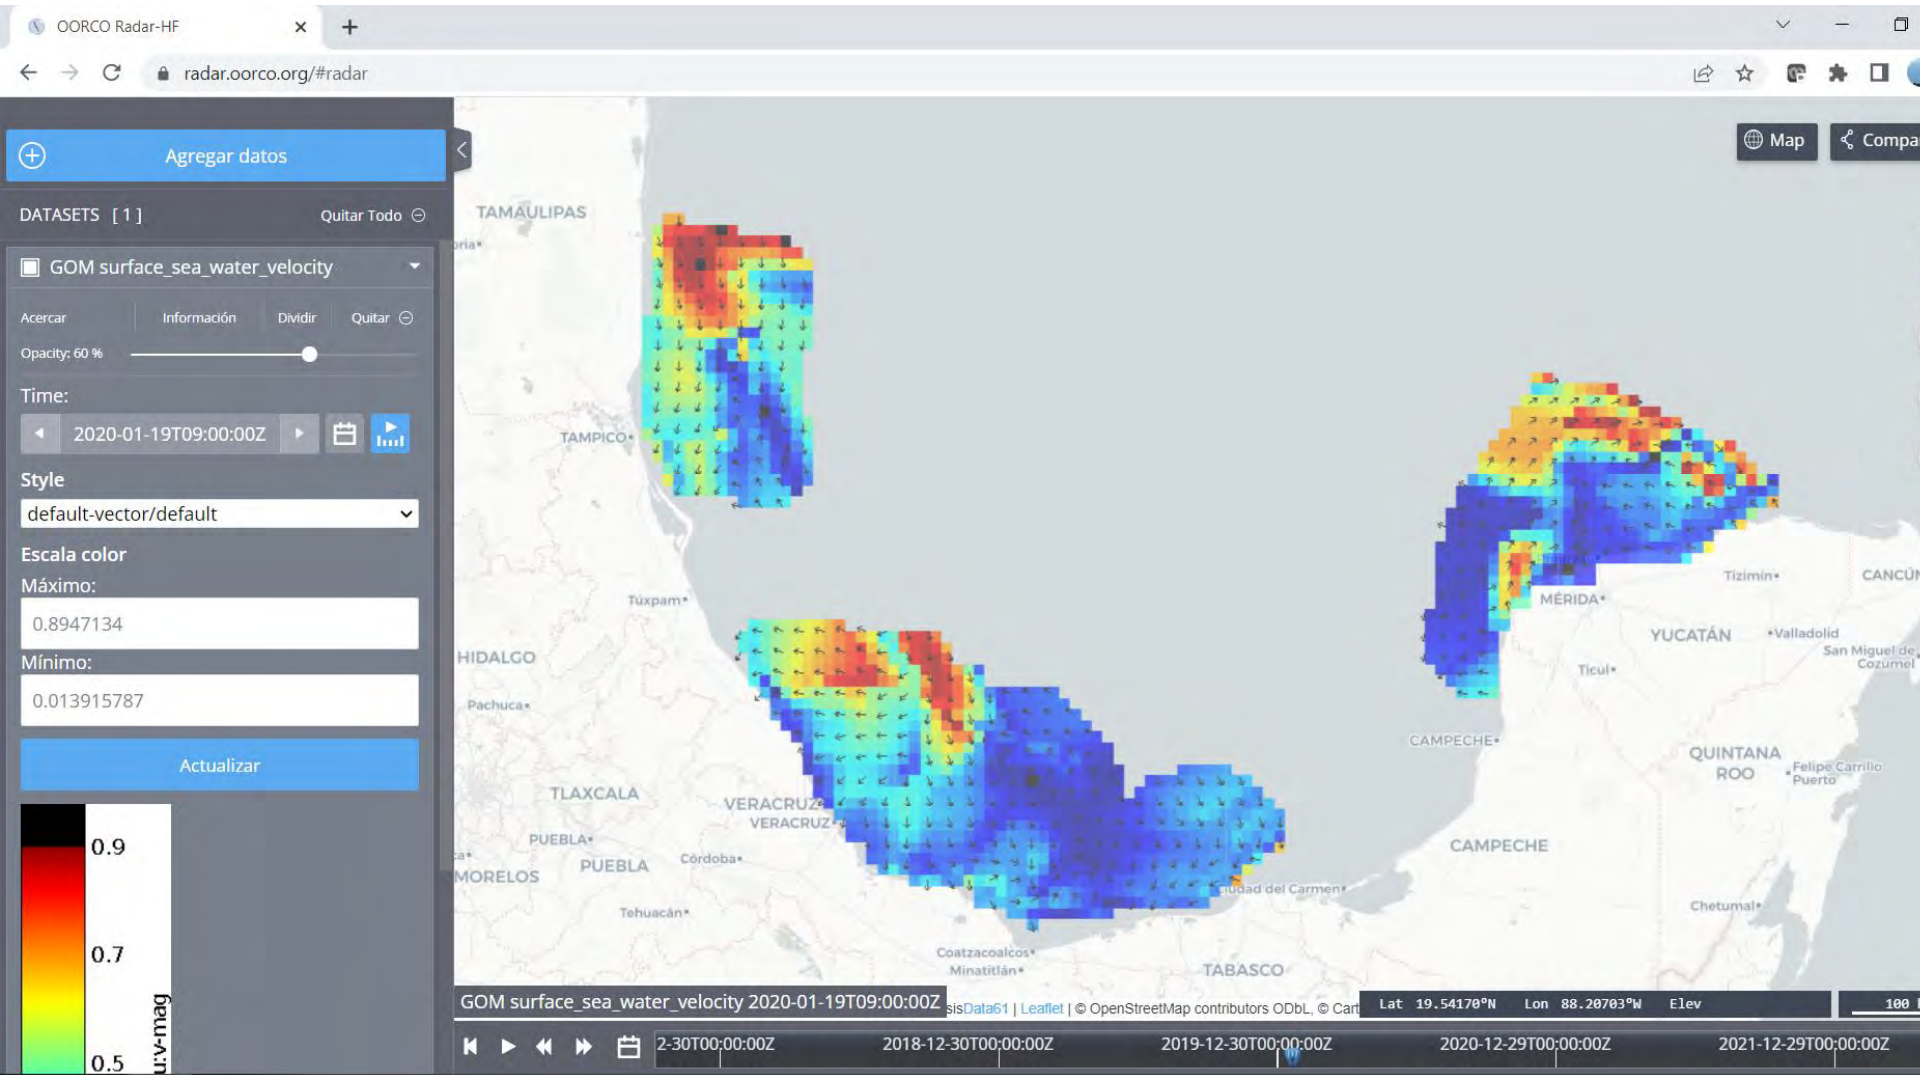 OORCO Radar-HF
radar.oorco.org/#radar
Agregar datos
DATASETS [ 1 ]
Quitar Todo
GOM surface_sea_water_velocity
Acercar
Información
Dividir
Quitar
Opacity: 60 %
Time:
2020-01-19T09:00:00Z
Style
default-vector/default
Escala color
Máximo:
0.8947134
Mínimo:
0.013915787
Actualizar
0.9
0.7
0.5
u:v-mag
Map
Compar
TAMAULIPAS
oria
TAMPICO
Túxpam
HIDALGO
Pachuca
TLAXCALA
VERACRUZ
VERACRUZ
PUEBLA
PUEBLA
Córdoba
MORELOS
Tehuacán
Coatzacoalcos
Minatitlán
TABASCO
iudad del Carmen
CAMPECHE
CAMPECHE
MÉRIDA
Tizimín
CANCÚN
YUCATÁN
Valladolid
San Miguel de
Cozumel
Ticul
QUINTANA
ROO
Felipe Carrillo
Puerto
Chetumal
GOM surface_sea_water_velocity 2020-01-19T09:00:00Z
sisData61 | Leaflet | © OpenStreetMap contributors ODbL, © Cart
Lat 19.54170°N Lon 88.20703°W Elev
100
2-30T00:00:00Z
2018-12-30T00:00:00Z
2019-12-30T00:00:00Z
2020-12-29T00:00:00Z
2021-12-29T00:00:00Z